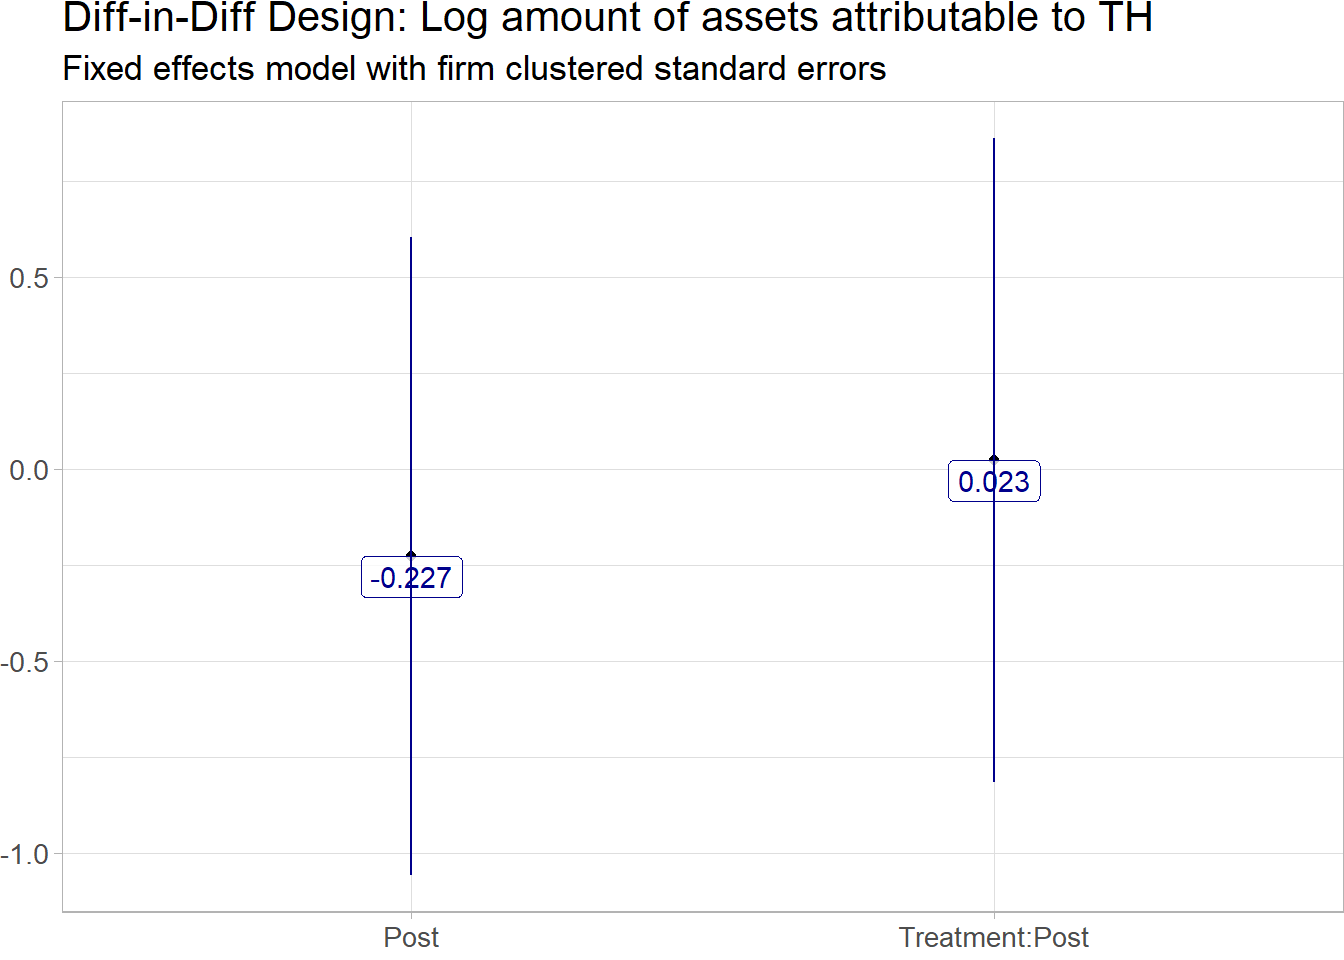 Diff-in-Diff Design: Log amount of assets attributable to TH
Fixed effects model with firm clustered standard errors
0.5
0.0
-0.5
-1.0
-0.227
0.023
Post
Treatment:Post